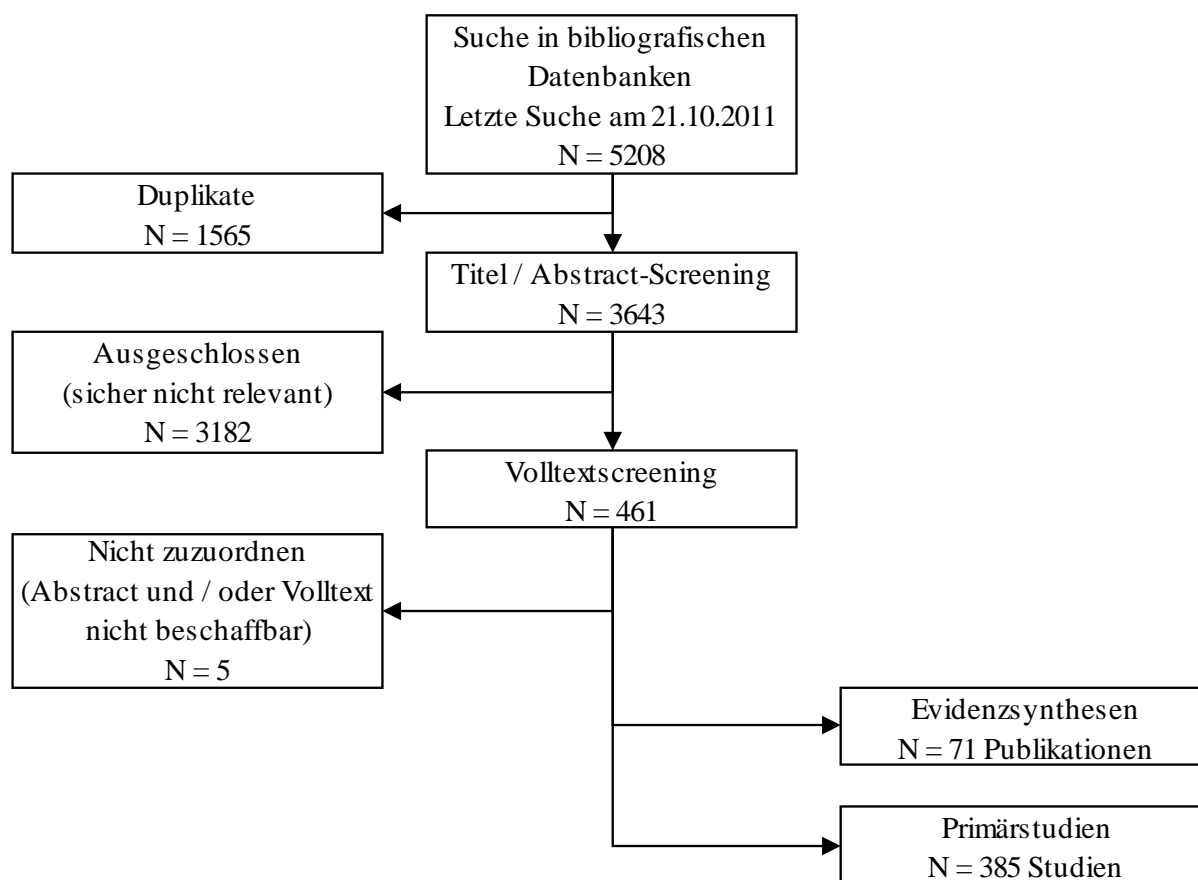 Suche in bibliografischen
Datenbanken
Letzte Suche am 21.10.2011
N = 5208
Duplikate
N = 1565
Titel / Abstract-Screening
N = 3643
Ausgeschlossen
(sicher nicht relevant)
N = 3182
Volltextscreening
N = 461
Nicht zuzuordnen
(Abstract und / oder Volltext
nicht beschaffbar)
N = 5
Evidenzsynthesen
N = 71 Publikationen
Primärstudien
N = 385 Studien